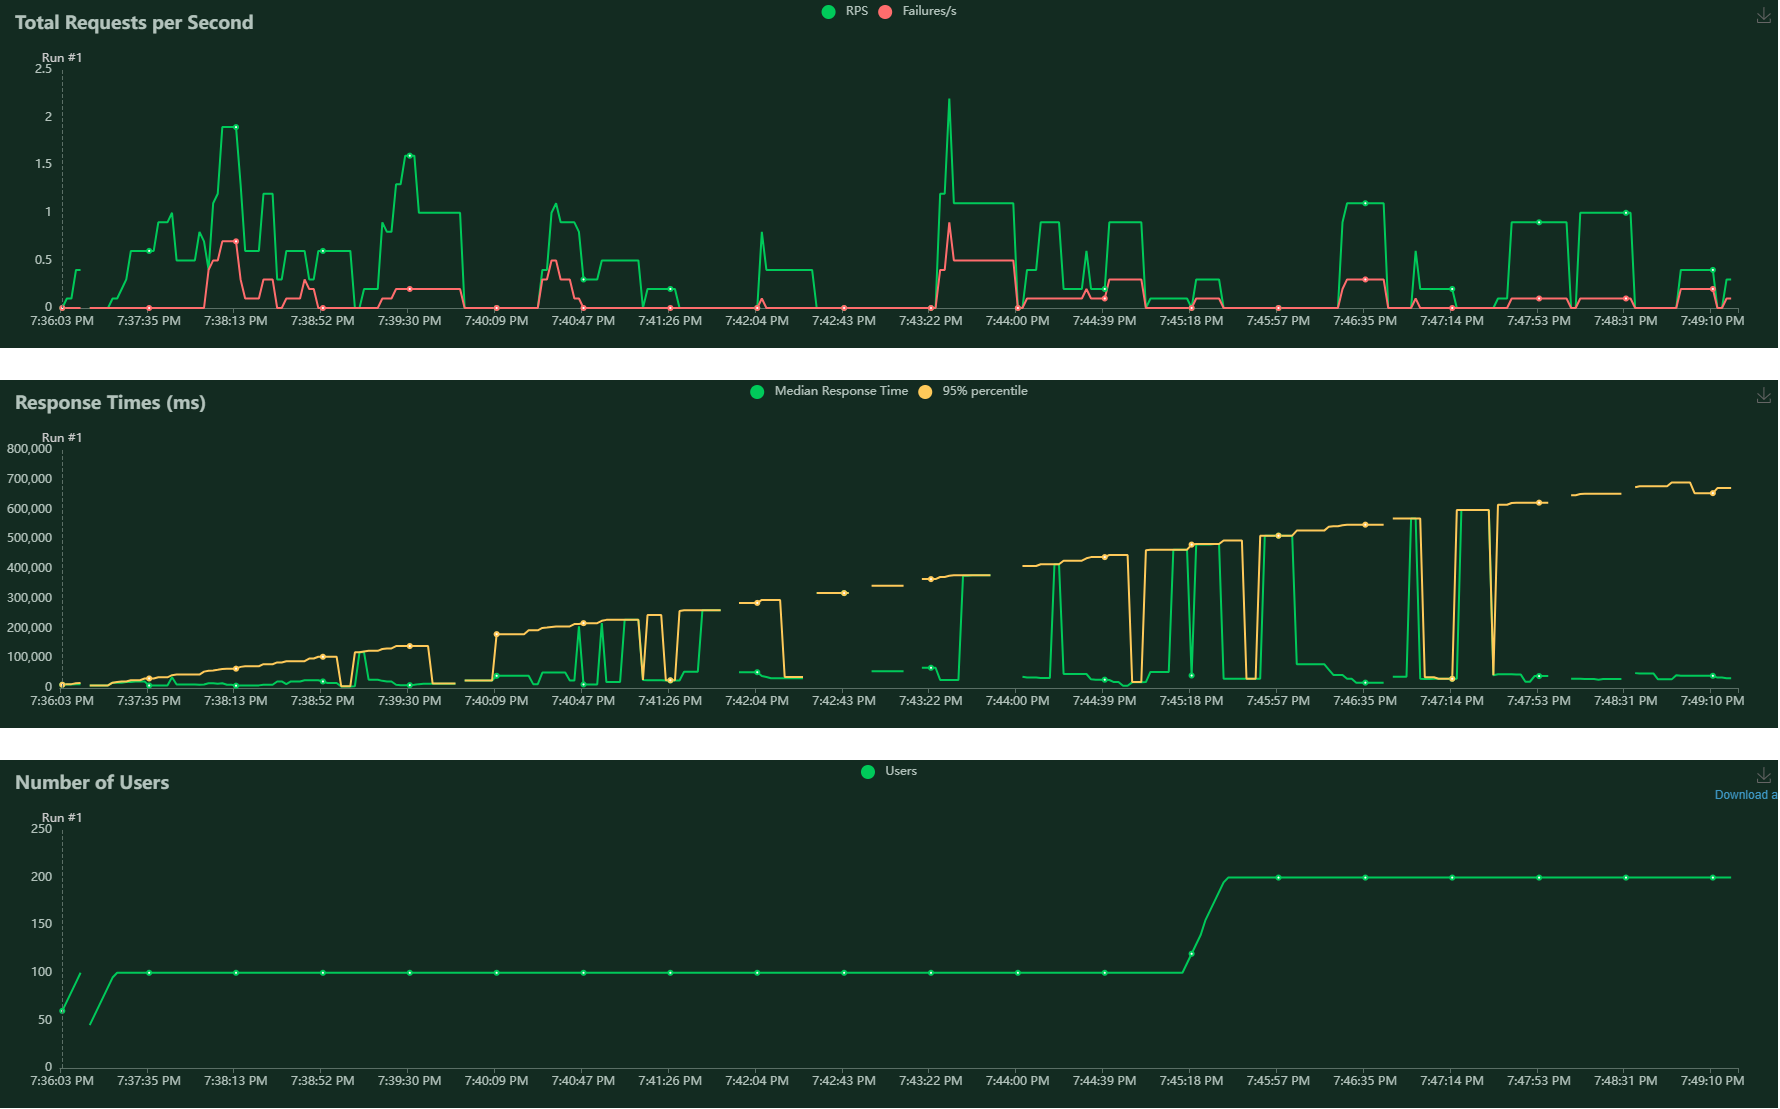 Total Requests per Second
RPS Failures/s
Run #1
2.5
2
1.5
1
0.5
0
7:36:03 PM 7:37:35 PM 7:38:13 PM 7:38:52 PM 7:39:30 PM 7:40:09 PM 7:40:47 PM 7:41:26 PM 7:42:04 PM 7:42:43 PM 7:43:22 PM 7:44:00 PM 7:44:39 PM 7:45:18 PM 7:45:57 PM 7:46:35 PM 7:47:14 PM 7:47:53 PM 7:48:31 PM 7:49:10 PM
Response Times (ms)
Median Response Time 95% percentile
Run #1
800,000
700,000
600,000
500,000
400,000
300,000
200,000
100,000
0
7:36:03 PM 7:37:35 PM 7:38:13 PM 7:38:52 PM 7:39:30 PM 7:40:09 PM 7:40:47 PM 7:41:26 PM 7:42:04 PM 7:42:43 PM 7:43:22 PM 7:44:00 PM 7:44:39 PM 7:45:18 PM 7:45:57 PM 7:46:35 PM 7:47:14 PM 7:47:53 PM 7:48:31 PM 7:49:10 PM
Number of Users
Users
Download a
Run #1
250
200
150
100
50
0
7:36:03 PM 7:37:35 PM 7:38:13 PM 7:38:52 PM 7:39:30 PM 7:40:09 PM 7:40:47 PM 7:41:26 PM 7:42:04 PM 7:42:43 PM 7:43:22 PM 7:44:00 PM 7:44:39 PM 7:45:18 PM 7:45:57 PM 7:46:35 PM 7:47:14 PM 7:47:53 PM 7:48:31 PM 7:49:10 PM